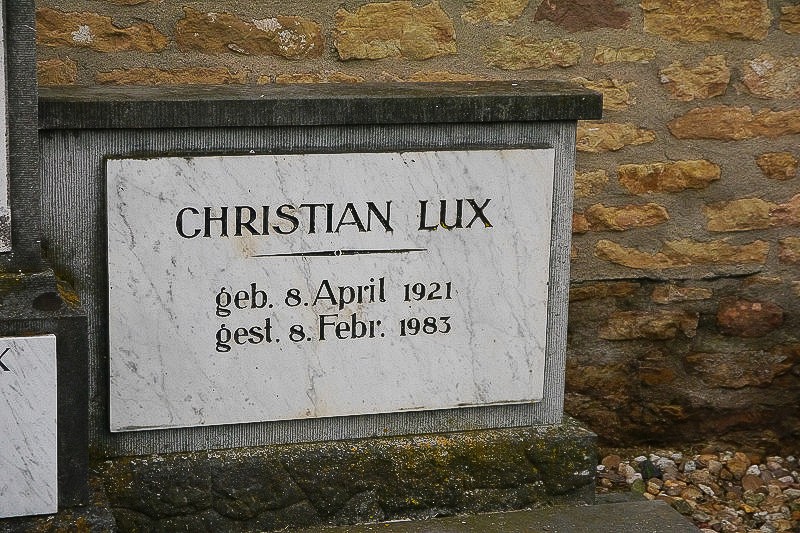 CHRISTIAN LUX
geb. 8. April 1921
gest. 8. Febr. 1983
X